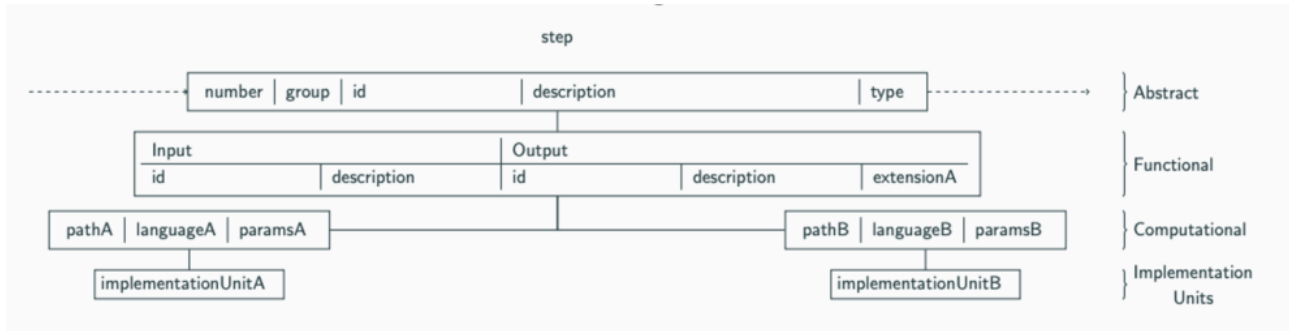 step
number group id description type
Abstract
Input Output
id description id description extensionA
Functional
pathA languageA paramsA pathB languageB paramsB
Computational
implementationUnitA implementationUnitB
Implementation
Units